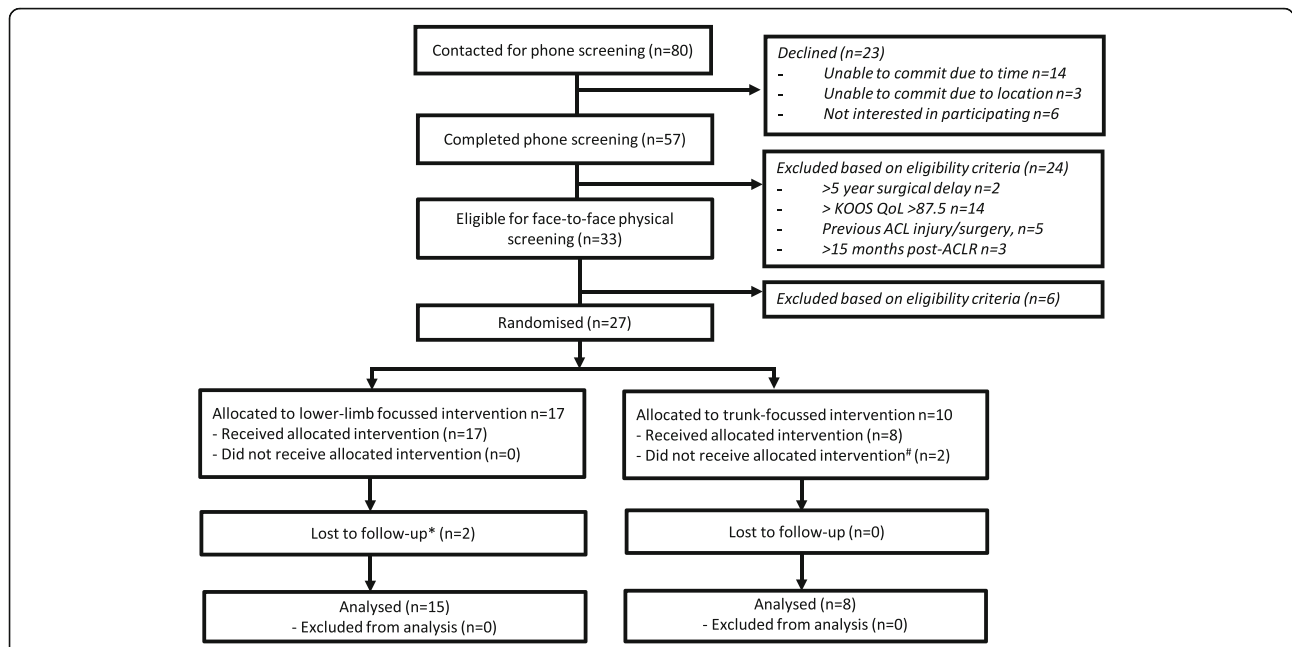 Contacted for phone screening (n=80)
Declined (n=23)
- Unable to commit due to time n=14
- Unable to commit due to location n=3
- Not interested in participating n=6
Completed phone screening (n=57)
Excluded based on eligibility criteria (n=24)
- >5 year surgical delay n=2
- > KOOS QoL >87.5 n=14
- Previous ACL injury/surgery, n=5
- >15 months post-ACLR n=3
Eligible for face-to-face physical
screening (n=33)
Excluded based on eligibility criteria (n=6)
Randomised (n=27)
Allocated to lower-limb focussed intervention n=17
- Received allocated intervention (n=17)
- Did not receive allocated intervention (n=0)
Allocated to trunk-focussed intervention n=10
- Received allocated intervention (n=8)
- Did not receive allocated intervention# (n=2)
Lost to follow-up* (n=2)
Lost to follow-up (n=0)
Analysed (n=15)
- Excluded from analysis (n=0)
Analysed (n=8)
- Excluded from analysis (n=0)